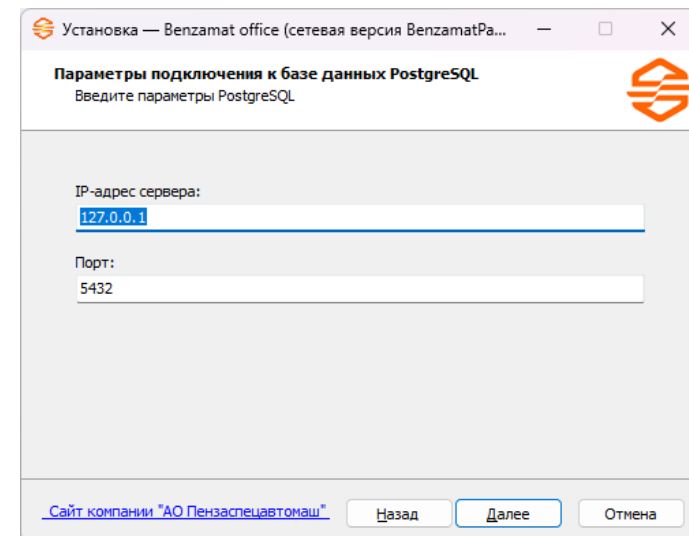 Установка — Benzamat office (сетевая версия BenzamatPa...
Параметры подключения к базе данных PostgreSQL
Введите параметры PostgreSQL
IP-адрес сервера:
127.0.0.1
Порт:
5432
Сайт компании "АО Пензаспецавтомаш"
Назад
Далее
Отмена